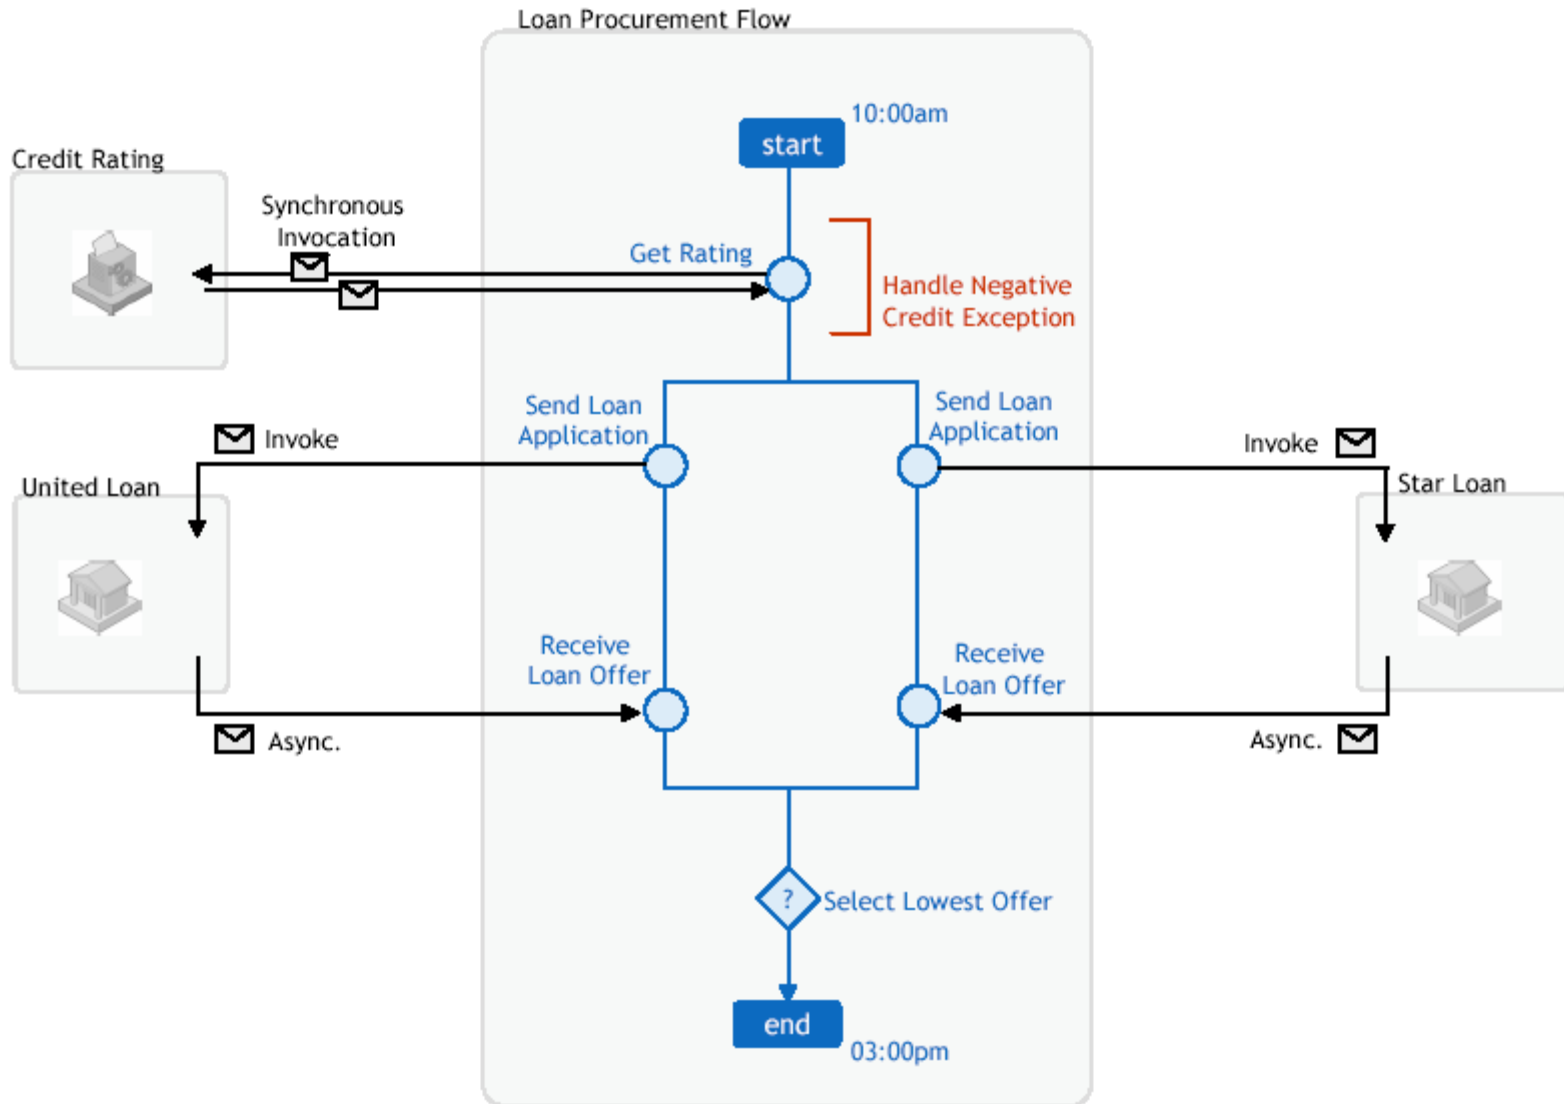 Loan Procurement Flow
10:00am
start
Credit Rating
Synchronous
Invocation
Get Rating
Handle Negative
Credit Exception
Send Loan
Application
Send Loan
Application
Invoke
Invoke
United Loan
Star Loan
Receive
Loan Offer
Receive
Loan Offer
Async.
Async.
?
Select Lowest Offer
end
03:00pm